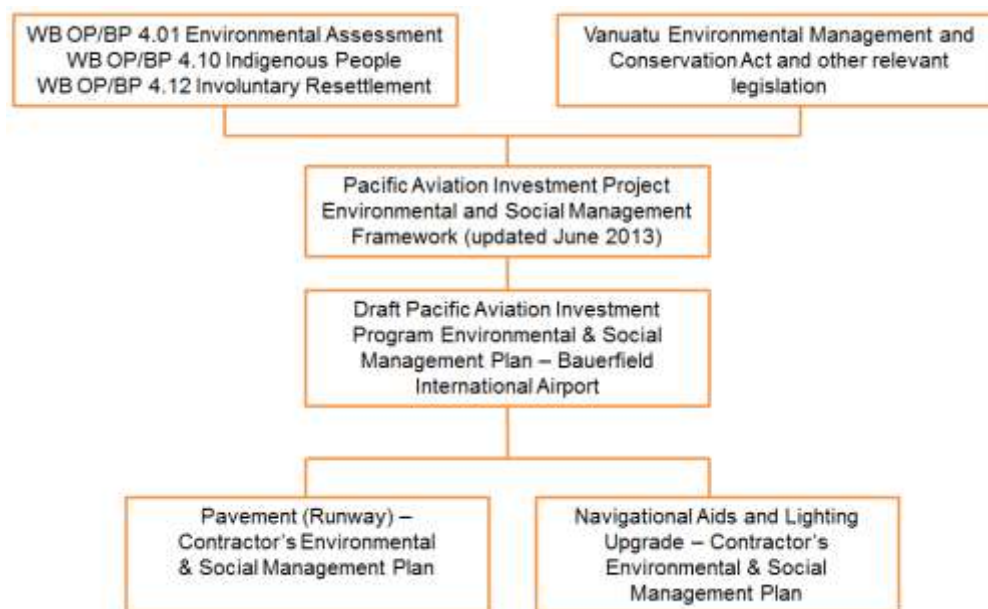 WB OP/BP 4.01 Environmental Assessment
WB OP/BP 4.10 Indigenous People
WB OP/BP 4.12 Involuntary Resettlement
Vanuatu Environmental Management and
Conservation Act and other relevant
legislation
Pacific Aviation Investment Project
Environmental and Social Management
Framework (updated June 2013)
Draft Pacific Aviation Investment
Program Environmental & Social
Management Plan – Bauerfield
International Airport
Pavement (Runway) –
Contractor's Environmental
& Social Management Plan
Navigational Aids and Lighting
Upgrade – Contractor's
Environmental & Social
Management Plan